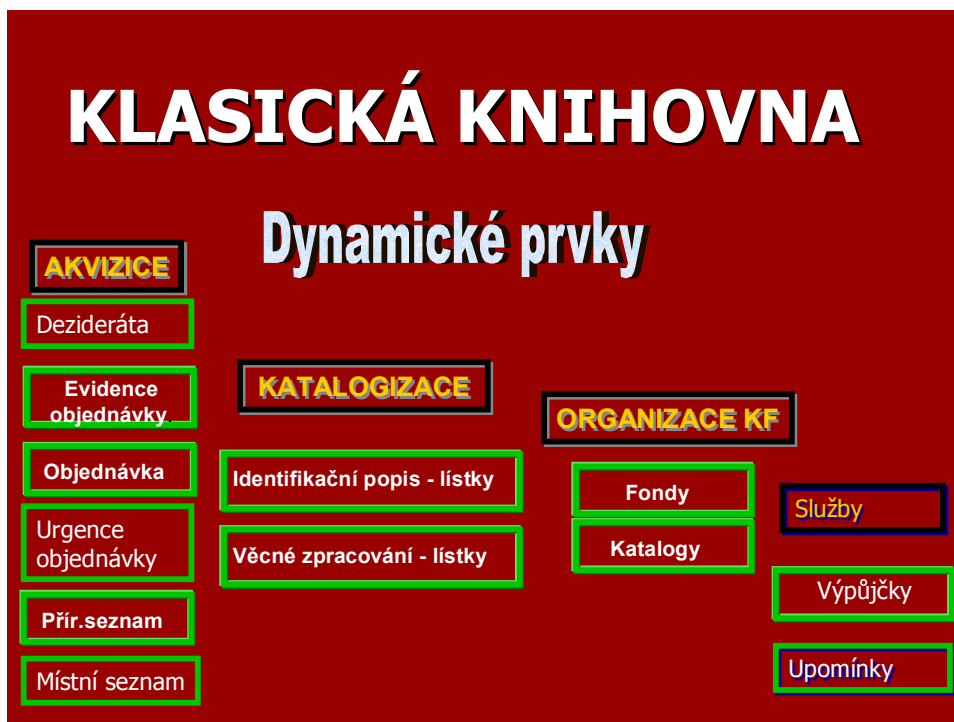 KLASICKÁ KNIHOVNA
Dynamické prvky
AKVIZICE
Dezideráta
Evidence
objednávky.
Objednávka
Urgence
objednávky
Přír.seznam
Místní seznam
KATALOGIZACE
Identifikační popis - lístky
Věcné zpracování - lístky
ORGANIZACE KF
Fondy
Katalogy
Služby
Výpůjčky
Upomínky